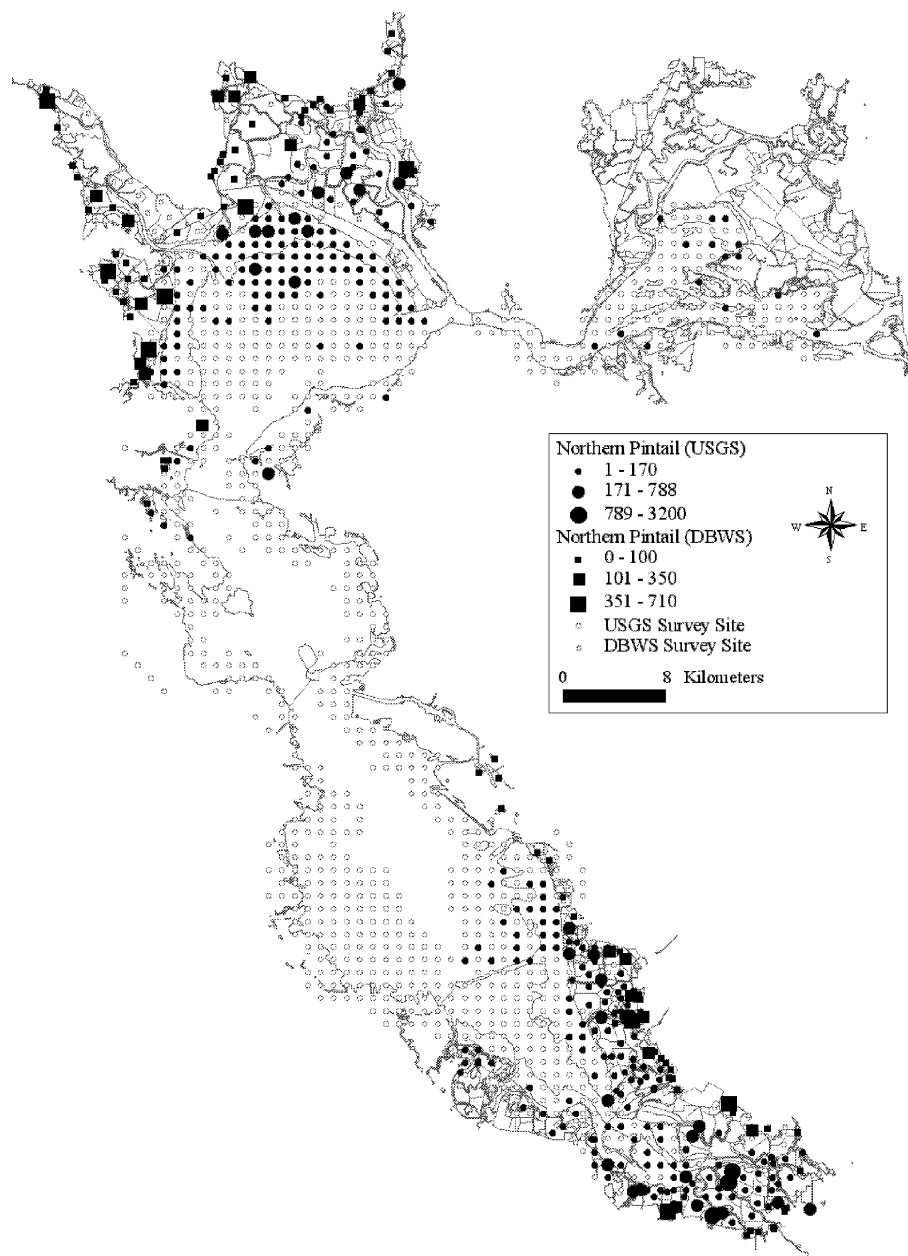 Northern Pintail (USGS)
1 - 170
171 - 788
789 - 3200
Northern Pintail (DBWS)
0 - 100
101 - 350
351 - 710
USGS Survey Site
DBWS Survey Site
0 8 Kilometers
N
W E
S